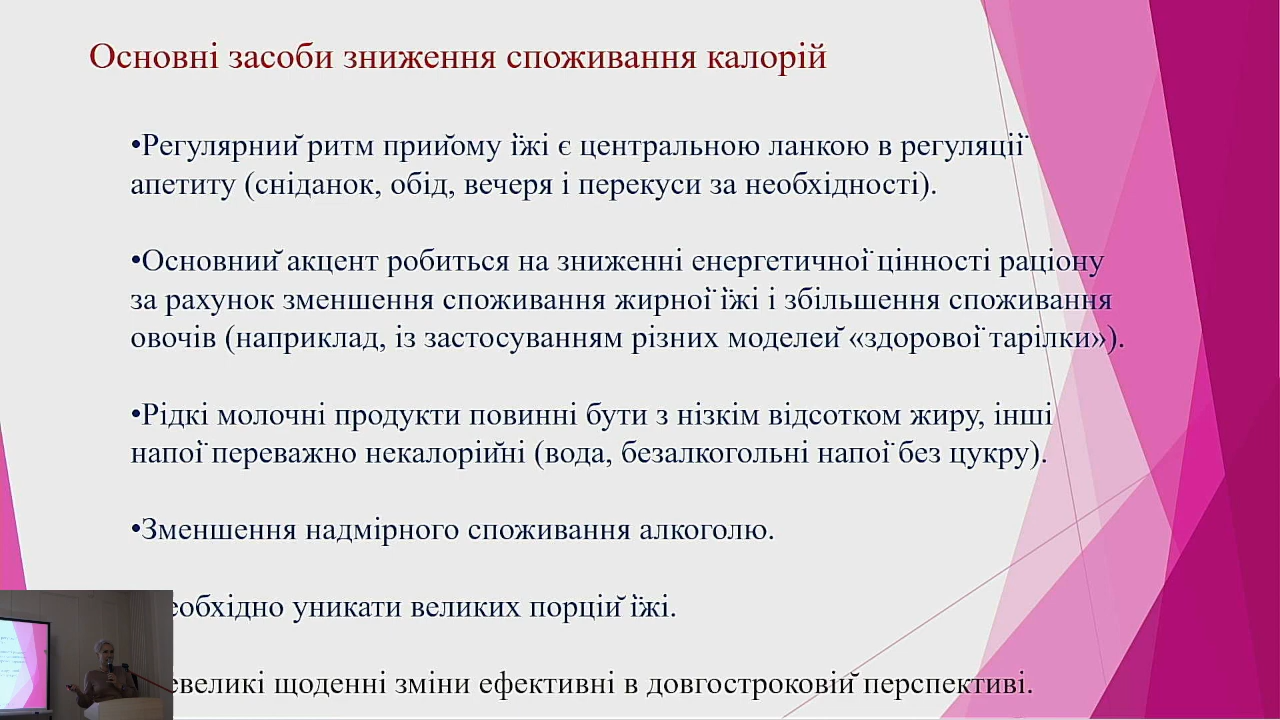 Основні засоби зниження споживання калорій
•Регулярний ритм прийому їжі є центральною ланкою в регуляції
апетиту (сніданок, обід, вечеря і перекуси за необхідності).
•Основний акцент робиться на зниженні енергетичної цінності раціону
за рахунок зменшення споживання жирної їжі і збільшення споживання
овочів (наприклад, із застосуванням різних моделей «здорової тарілки»).
•Рідкі молочні продукти повинні бути з нізкім відсотком жиру, інші
напої переважно некалорійні (вода, безалкогольні напої без цукру).
•Зменшення надмірного споживання алкоголю.
еобхідно уникати великих порцій їжі.
евеликі щоденні зміни ефективні в довгостроковій перспективі.